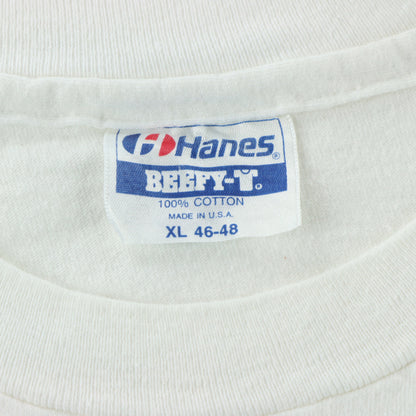 Hanes®
BEEFY-T®
100% COTTON
MADE IN U.S.A.
XL 46-48